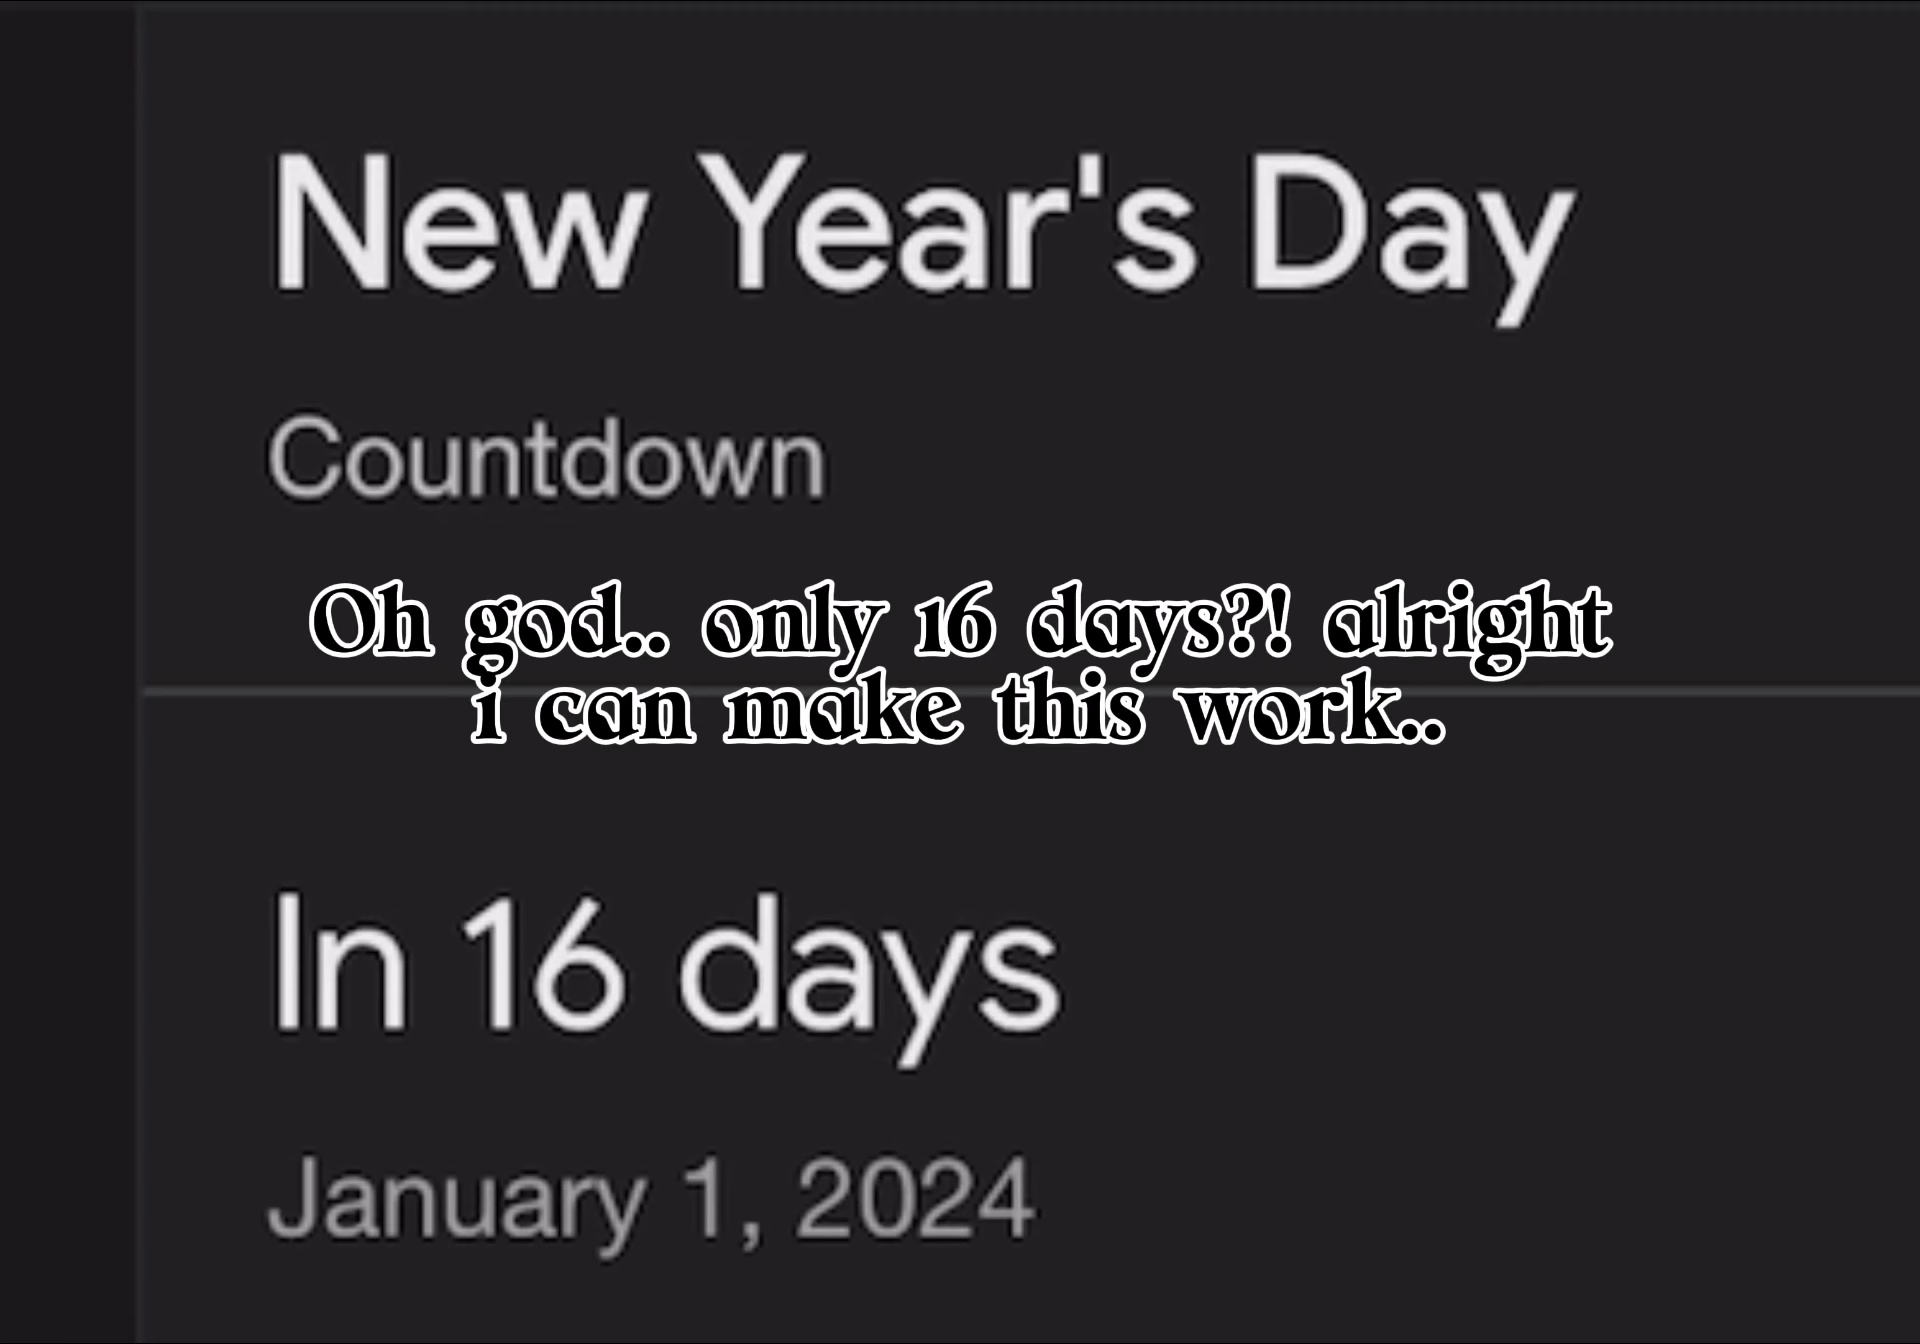 New Year's Day
Countdown
Oh god.. only 16 days?! alright
i can make this work..
In 16 days
January 1, 2024